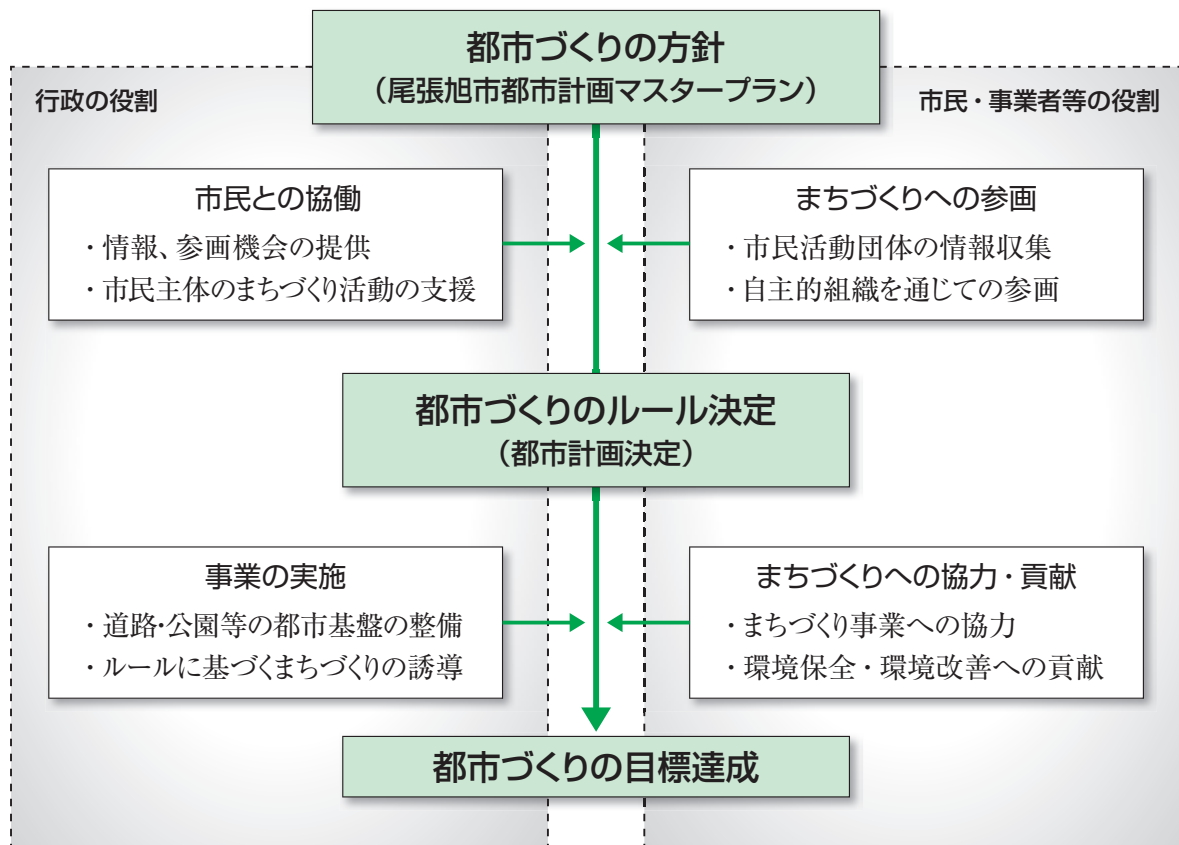 都市づくりの方針
（尾張旭市都市計画マスタープラン）
行政の役割
市民・事業者等の役割
市民との協働
・情報、参画機会の提供
・市民主体のまちづくり活動の支援
まちづくりへの参画
・市民活動団体の情報収集
・自主的組織を通じての参画
都市づくりのルール決定
（都市計画決定）
事業の実施
・道路・公園等の都市基盤の整備
・ルールに基づくまちづくりの誘導
まちづくりへの協力・貢献
・まちづくり事業への協力
・環境保全・環境改善への貢献
都市づくりの目標達成